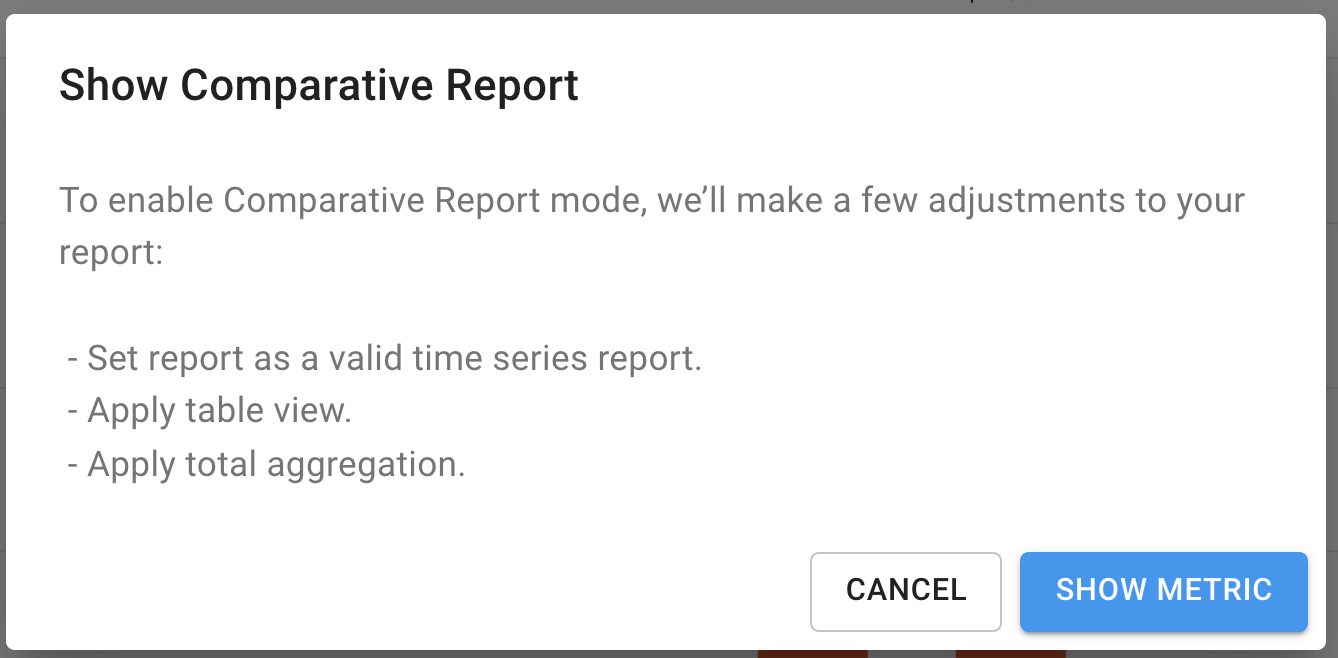 Show Comparative Report
To enable Comparative Report mode, we’ll make a few adjustments to your
report:
- Set report as a valid time series report.
- Apply table view.
- Apply total aggregation.
CANCEL
SHOW METRIC